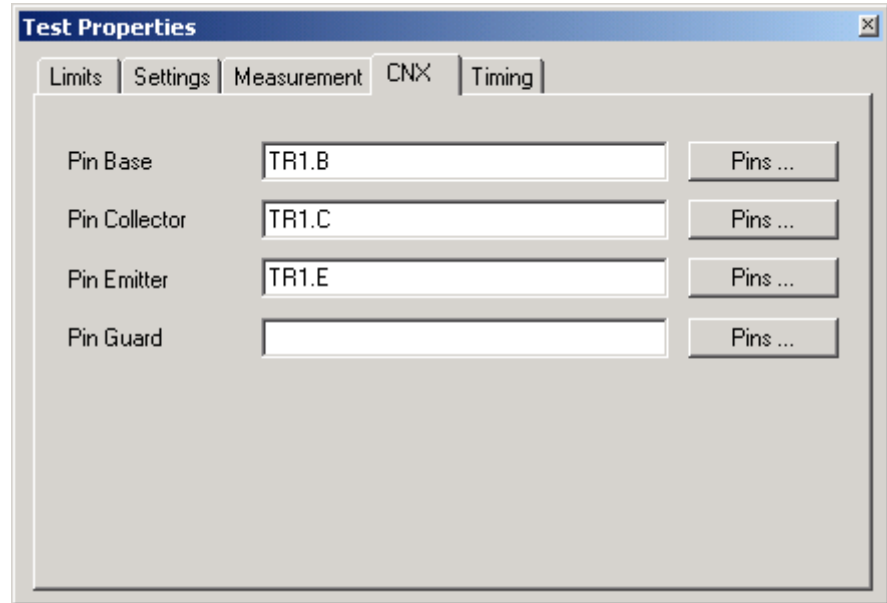 Test Properties
Limits Settings Measurement CNX Timing
Pin Base TR1.B Pins ...
Pin Collector TR1.C Pins ...
Pin Emitter TR1.E Pins ...
Pin Guard Pins ...